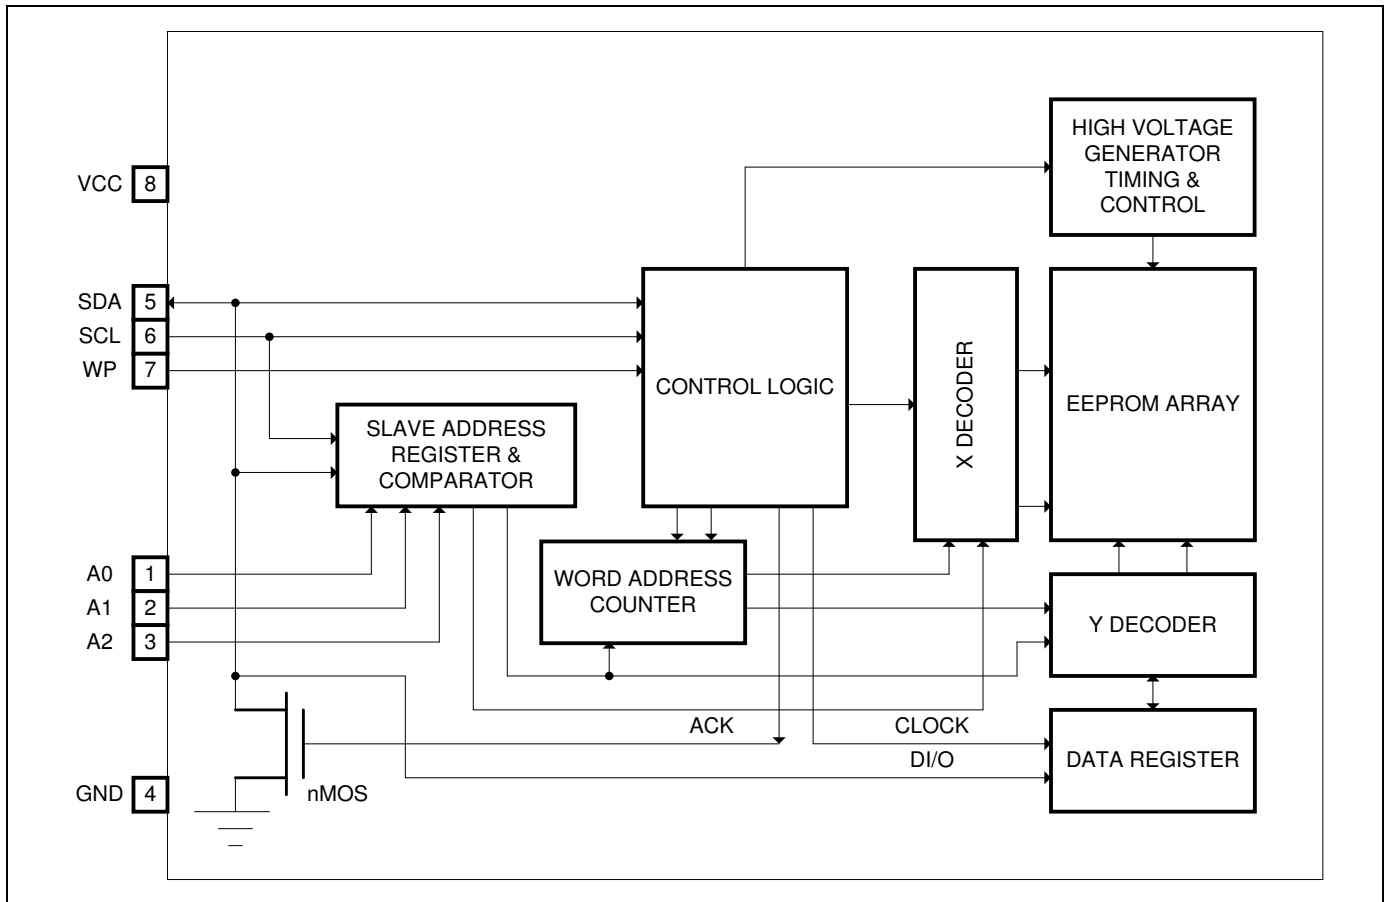 HIGH VOLTAGE
GENERATOR
TIMING &
CONTROL
VCC 8
SDA 5
SCL 6
WP 7
CONTROL LOGIC
X DECODER
EEPROM ARRAY
SLAVE ADDRESS
REGISTER &
COMPARATOR
A0 1
A1 2
A2 3
WORD ADDRESS
COUNTER
Y DECODER
ACK
CLOCK
DI/O
DATA REGISTER
GND 4
nMOS